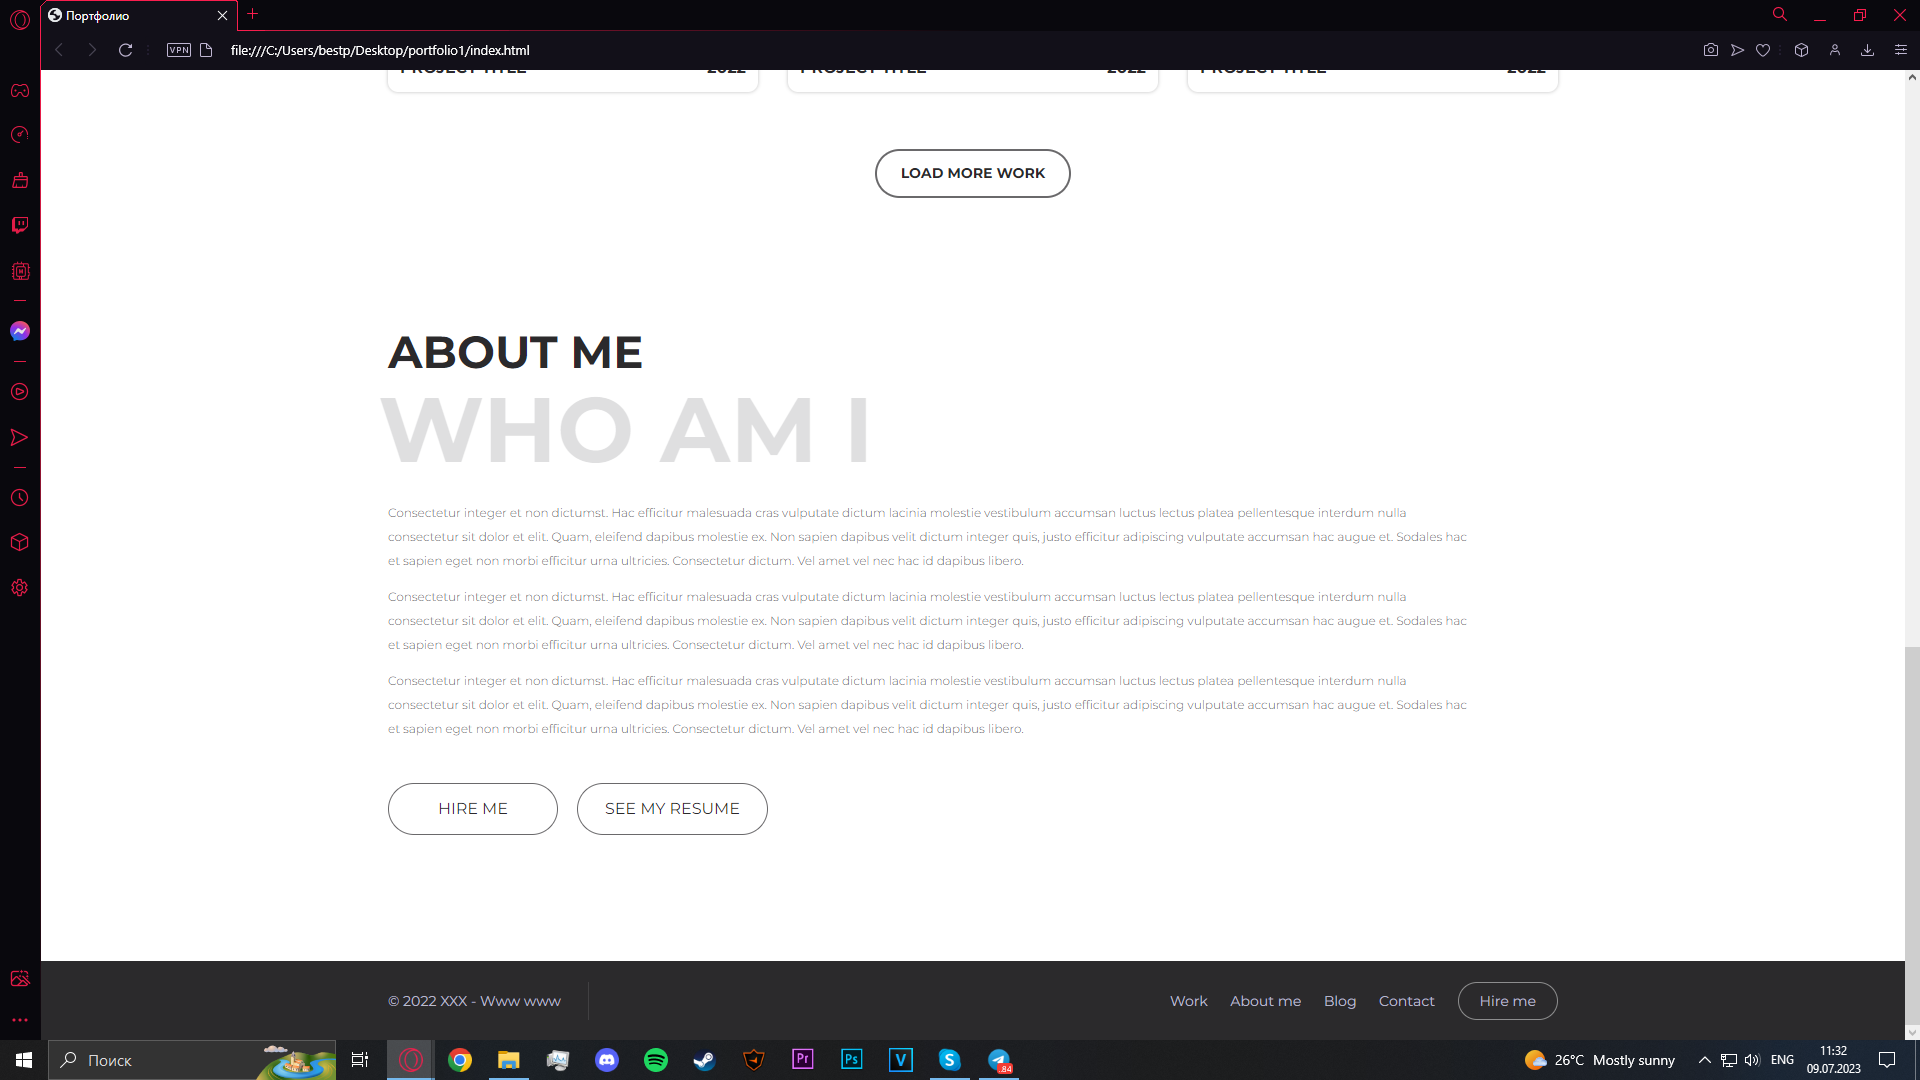 Портфолио
VPN
file:///C:/Users/bestp/Desktop/portfolio1/index.html
PROJECT TITLE 2022
PROJECT TITLE 2022
PROJECT TITLE 2022
LOAD MORE WORK
ABOUT ME
WHO AM I
Consectetur integer et non dictumst. Hac efficitur malesuada cras vulputate dictum lacinia molestie vestibulum accumsan luctus lectus platea pellentesque interdum nulla
consectetur sit dolor et elit. Quam, eleifend dapibus molestie ex. Non sapien dapibus velit dictum integer quis, justo efficitur adipiscing vulputate accumsan hac augue et. Sodales hac
et sapien eget non morbi efficitur urna ultricies. Consectetur dictum. Vel amet vel nec hac id dapibus libero.
Consectetur integer et non dictumst. Hac efficitur malesuada cras vulputate dictum lacinia molestie vestibulum accumsan luctus lectus platea pellentesque interdum nulla
consectetur sit dolor et elit. Quam, eleifend dapibus molestie ex. Non sapien dapibus velit dictum integer quis, justo efficitur adipiscing vulputate accumsan hac augue et. Sodales hac
et sapien eget non morbi efficitur urna ultricies. Consectetur dictum. Vel amet vel nec hac id dapibus libero.
Consectetur integer et non dictumst. Hac efficitur malesuada cras vulputate dictum lacinia molestie vestibulum accumsan luctus lectus platea pellentesque interdum nulla
consectetur sit dolor et elit. Quam, eleifend dapibus molestie ex. Non sapien dapibus velit dictum integer quis, justo efficitur adipiscing vulputate accumsan hac augue et. Sodales hac
et sapien eget non morbi efficitur urna ultricies. Consectetur dictum. Vel amet vel nec hac id dapibus libero.
HIRE ME
SEE MY RESUME
© 2022 XXX - Www www
Work
About me
Blog
Contact
Hire me
Поиск
Pr
Ps
V
S
84
26°C Mostly sunny
ENG
11:32
09.07.2023